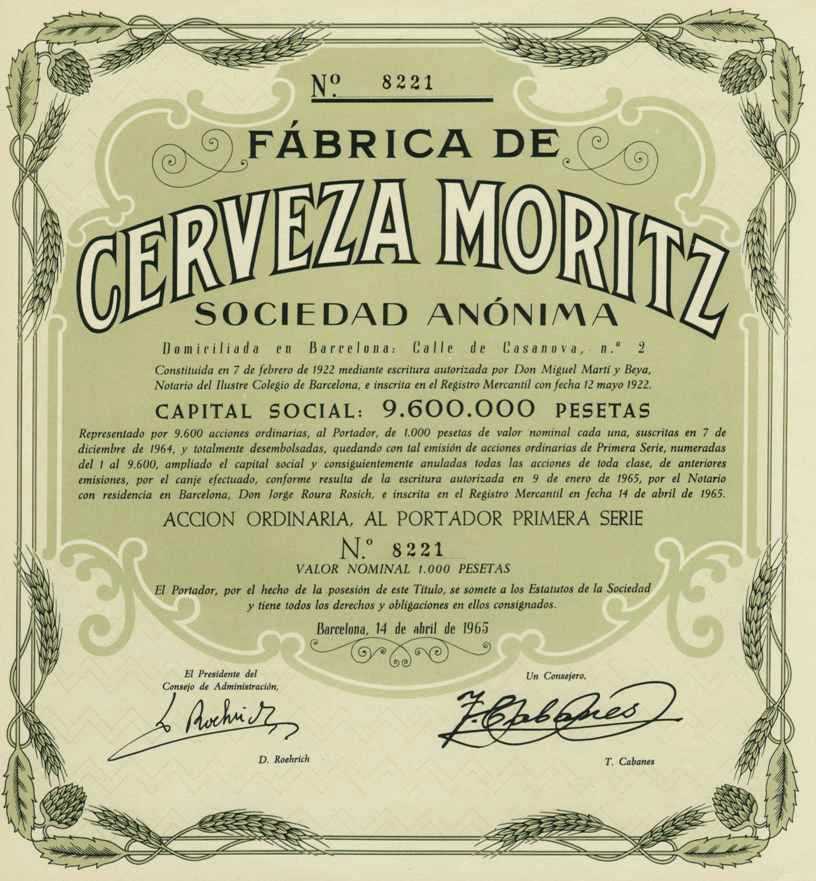 Nº 8221
FÁBRICA DE
CERVEZA MORITZ
SOCIEDAD ANÓNIMA
Domiciliada en Barcelona: Calle de Casanova, n.º 2
Constituida en 7 de febrero de 1922 mediante escritura autorizada por Don Miguel Martí y Beya,
Notario del Ilustre Colegio de Barcelona, e inscrita en el Registro Mercantil con fecha 12 mayo 1922.
CAPITAL SOCIAL: 9.600.000 PESETAS
Representado por 9.600 acciones ordinarias, al Portador, de 1.000 pesetas de valor nominal cada una, suscritas en 7 de
diciembre de 1964, y totalmente desembolsadas, quedando con tal emisión de acciones ordinarias de Primera Serie, numeradas
del 1 al 9.600, ampliado el capital social y consiguientemente anuladas todas las acciones de toda clase, de anteriores
emisiones, por el canje efectuado, conforme resulta de la escritura autorizada en 9 de enero de 1965, por el Notario
con residencia en Barcelona, Don Jorge Roura Rosich, e inscrita en el Registro Mercantil en fecha 14 de abril de 1965.
ACCION ORDINARIA, AL PORTADOR PRIMERA SERIE
N.º 8221
VALOR NOMINAL 1.000 PESETAS
El Portador, por el hecho de la posesión de este Título, se somete a los Estatutos de la Sociedad
y tiene todos los derechos y obligaciones en ellos consignados.
Barcelona, 14 de abril de 1965
El Presidente del
Consejo de Administración,
Un Consejero,
Roehrich
T. Cabanes
D. Roehrich
T. Cabanes